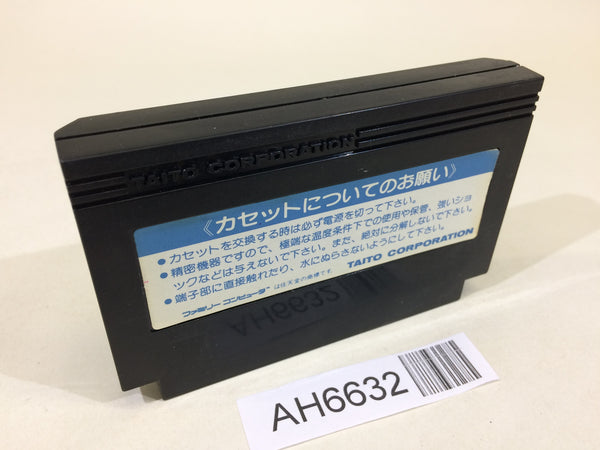 TAITO CORPORATION
《カセットについてのお願い》
● カセットを交換する時は必ず電源を切って下さい。
● 精密機器ですので、極端な温度条件下での使用や保管、強いショ
ックなどは与えないで下さい。また、絶対に分解しないで下さい。
● 端子部に直接触れたり、水にぬらさないようにして下さい。
TAITO CORPORATION
ファミリーコンピュータ は任天堂の商標です。
AH6632
AH6632